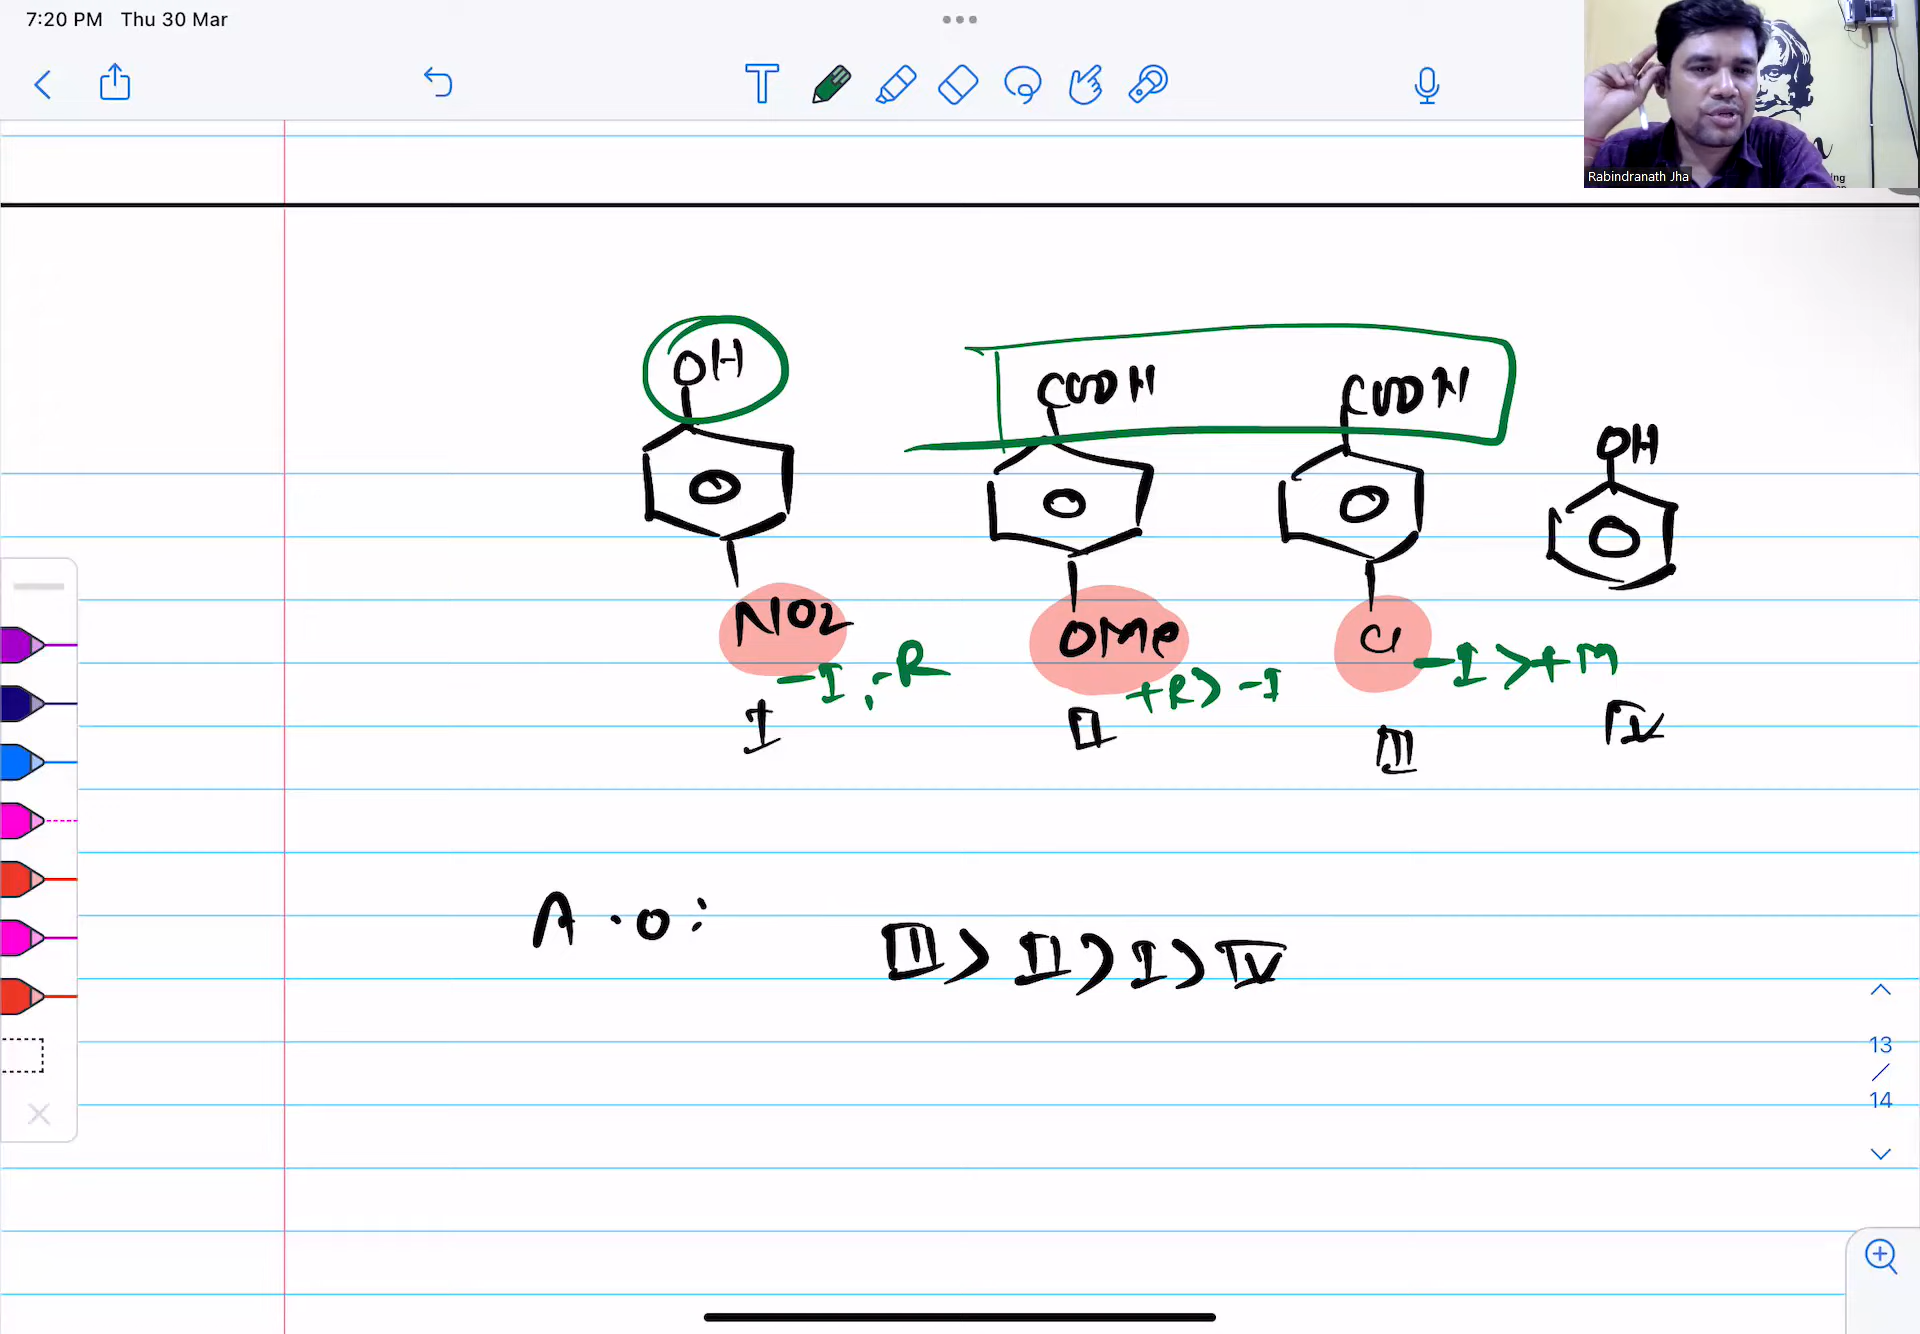 7:20 PM Thu 30 Mar
T
Rabindranath Jha
ing
OH
COOH
COOH
OH
NO2
OMe
Cl
-I, -R
+R > -I
-I > +M
I
II
III
IV
A.O:
III > II > I > IV
13
/
14